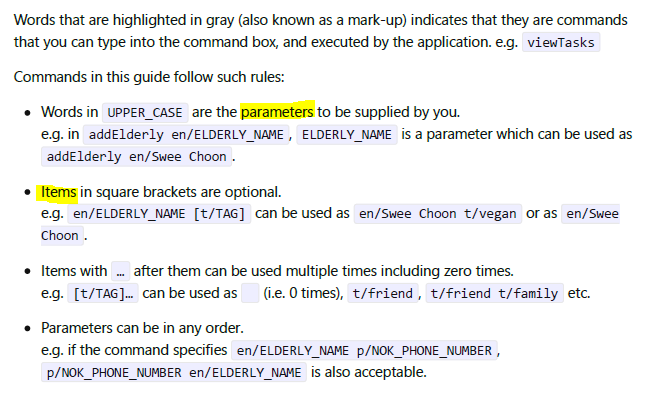 Words that are highlighted in gray (also known as a mark-up) indicates that they are commands
that you can type into the command box, and executed by the application. e.g. viewTasks
Commands in this guide follow such rules:
• Words in UPPER_CASE are the parameters to be supplied by you.
e.g. in addElderly en/ELDERLY_NAME, ELDERLY_NAME is a parameter which can be used as
addElderly en/Swee Choon.
• Items in square brackets are optional.
e.g. en/ELDERLY_NAME [t/TAG] can be used as en/Swee Choon t/vegan or as en/Swee
Choon.
• Items with … after them can be used multiple times including zero times.
e.g. [t/TAG]… can be used as (i.e. 0 times), t/friend, t/friend t/family etc.
• Parameters can be in any order.
e.g. if the command specifies en/ELDERLY_NAME p/NOK_PHONE_NUMBER,
p/NOK_PHONE_NUMBER en/ELDERLY_NAME is also acceptable.